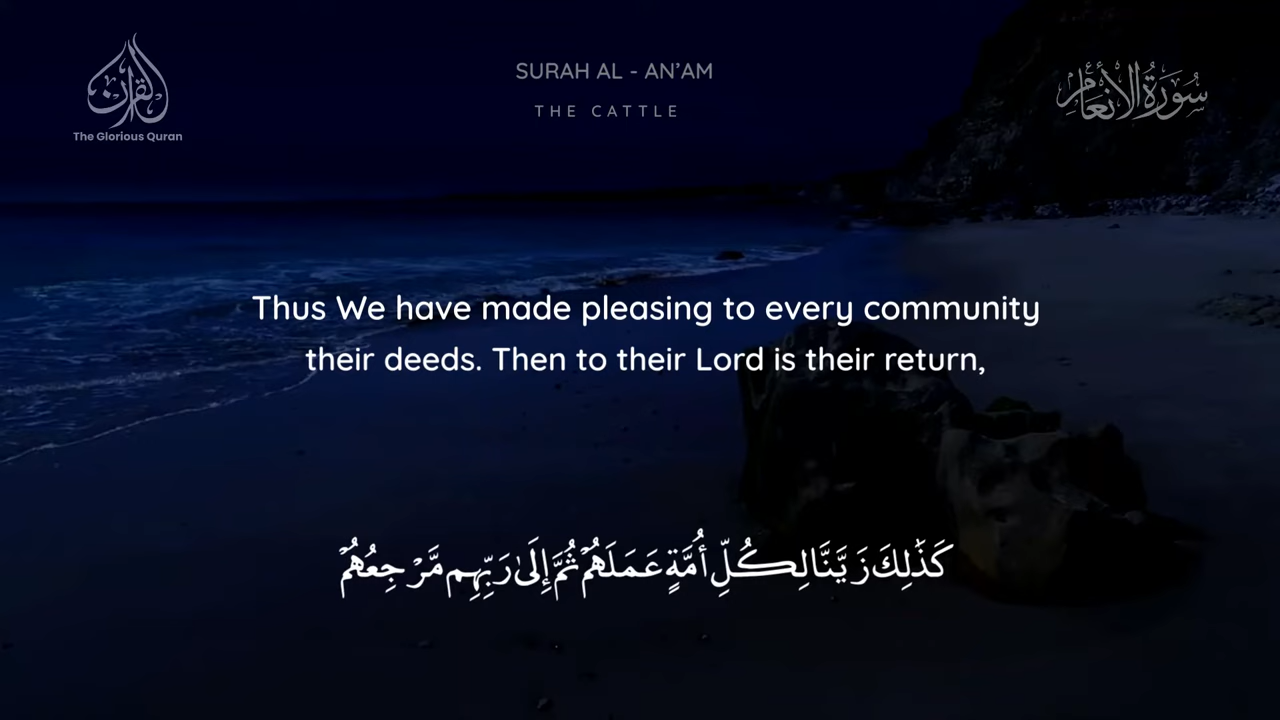 القرآن
The Glorious Quran
SURAH AL - AN’AM
THE CATTLE
سُورَةُ الأَنْعَام
Thus We have made pleasing to every community
their deeds. Then to their Lord is their return,
كَذَٰلِكَ زَيَّنَّا لِكُلِّ أُمَّةٍ عَمَلَهُمْ ثُمَّ إِلَىٰ رَبِّهِم مَّرْجِعُهُمْ